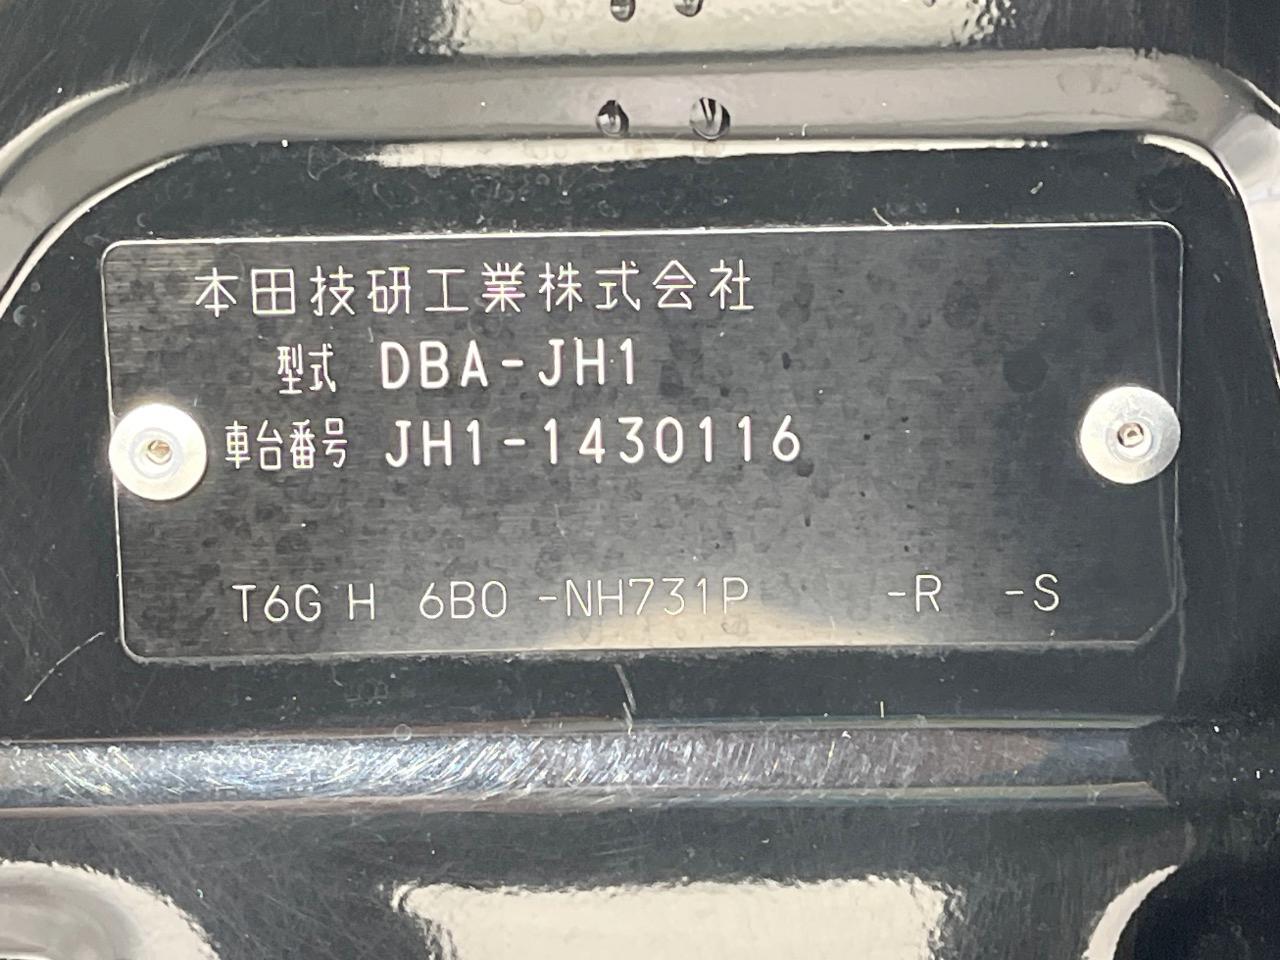 本田技研工業株式会社
型式 DBA-JH1
車台番号 JH1-1430116
T6G H 6B0 -NH731P -R -S